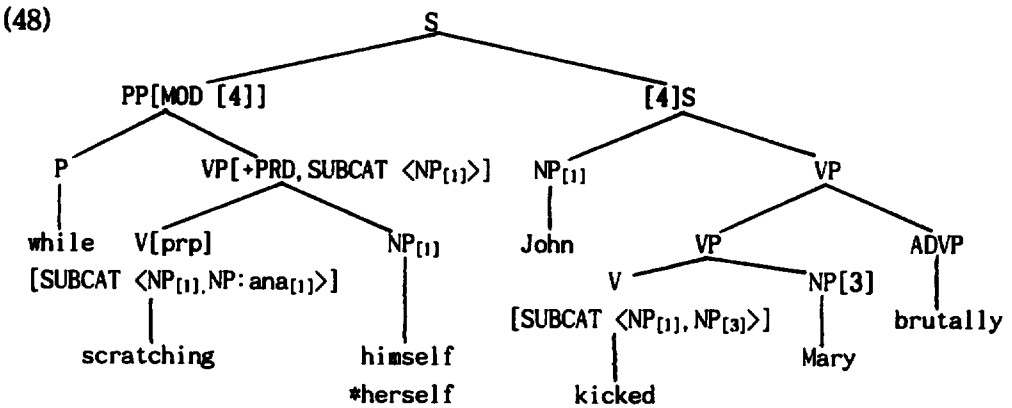 (48) S
PP[MOD [4]] [4]S
P VP[+PRD, SUBCAT <NP[1]>] NP[1] VP
while V[prp] NP[1] John VP ADVP
[SUBCAT <NP[1], NP:ana[1]>] V NP[3]
[SUBCAT <NP[1], NP[3]>] brutally
scratching himself Mary
*herself kicked